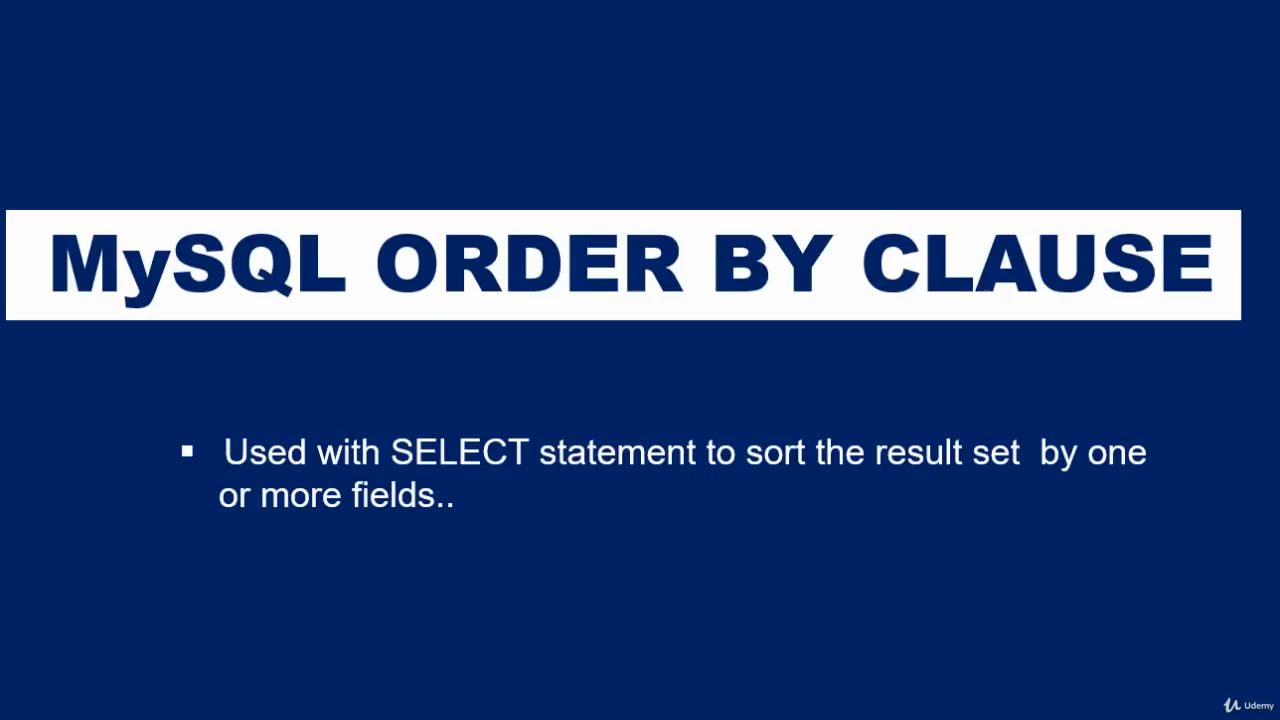 MySQL ORDER BY CLAUSE
▪ Used with SELECT statement to sort the result set  by one
or more fields..
Udemy